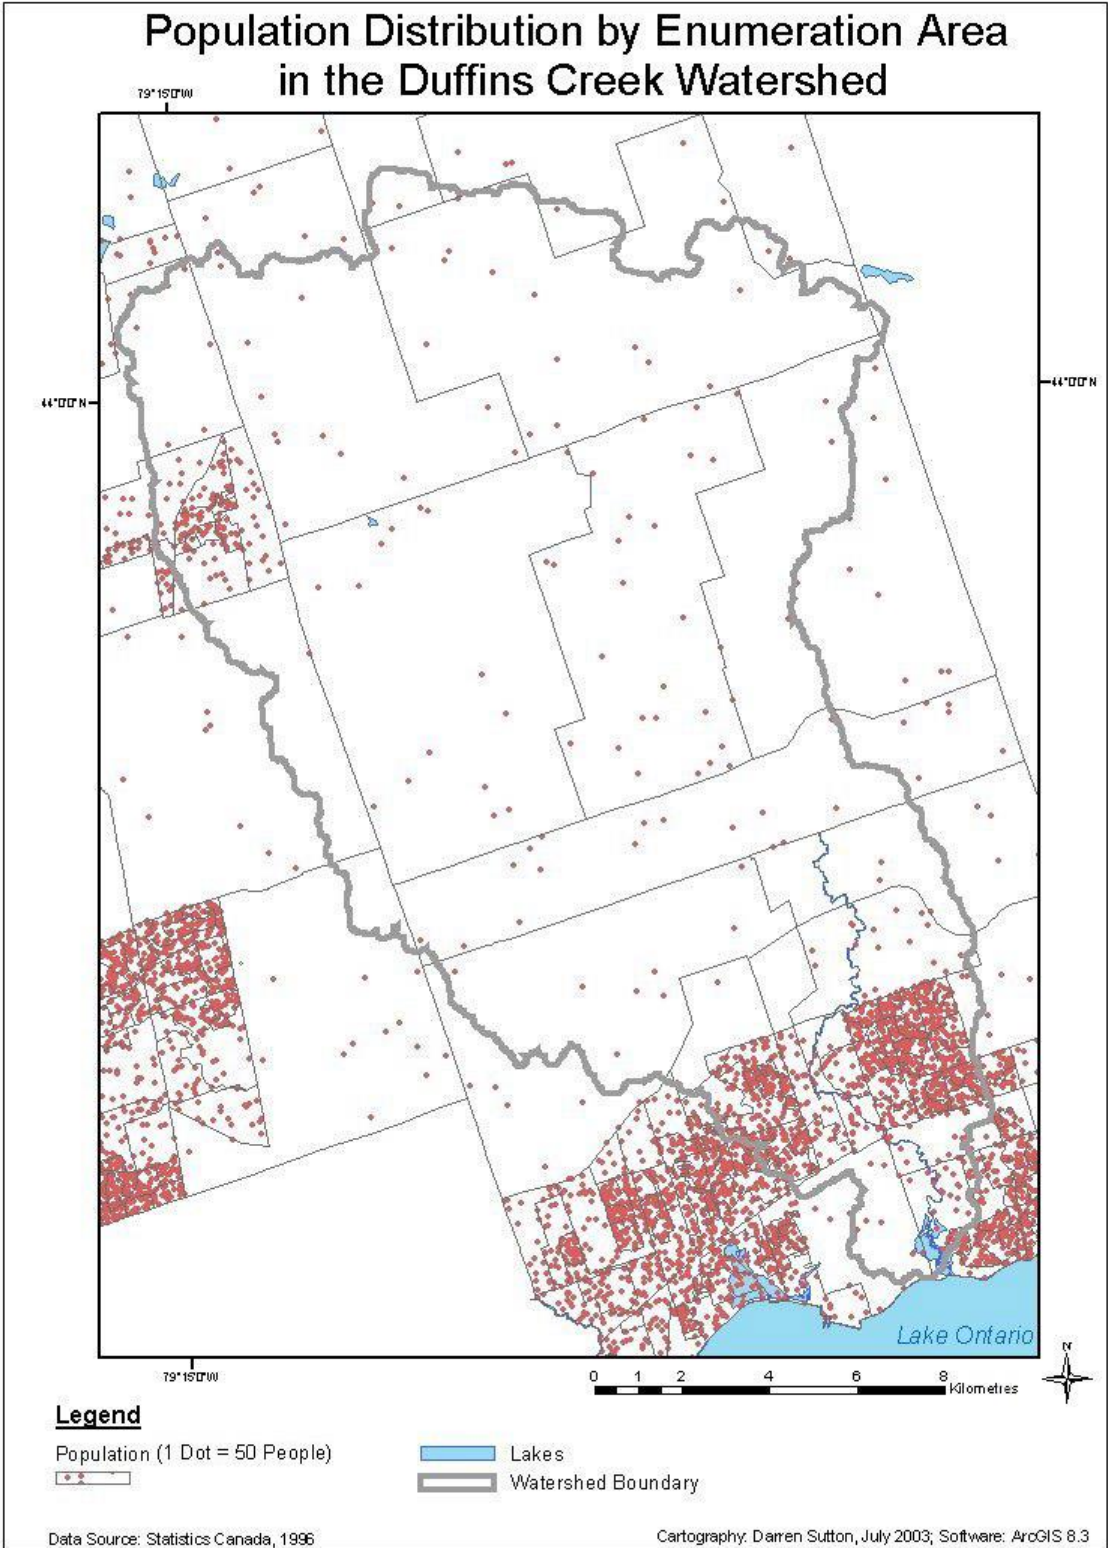 Population Distribution by Enumeration Area
in the Duffins Creek Watershed
79°15'0"W
44°0'0"N
44°0'0"N
Lake Ontario
79°15'0"W
0 1 2 4 6 8
Kilometres
N
Legend
Population (1 Dot = 50 People)
Lakes
Watershed Boundary
Data Source: Statistics Canada, 1996
Cartography: Darren Sutton, July 2003; Software: ArcGIS 8.3